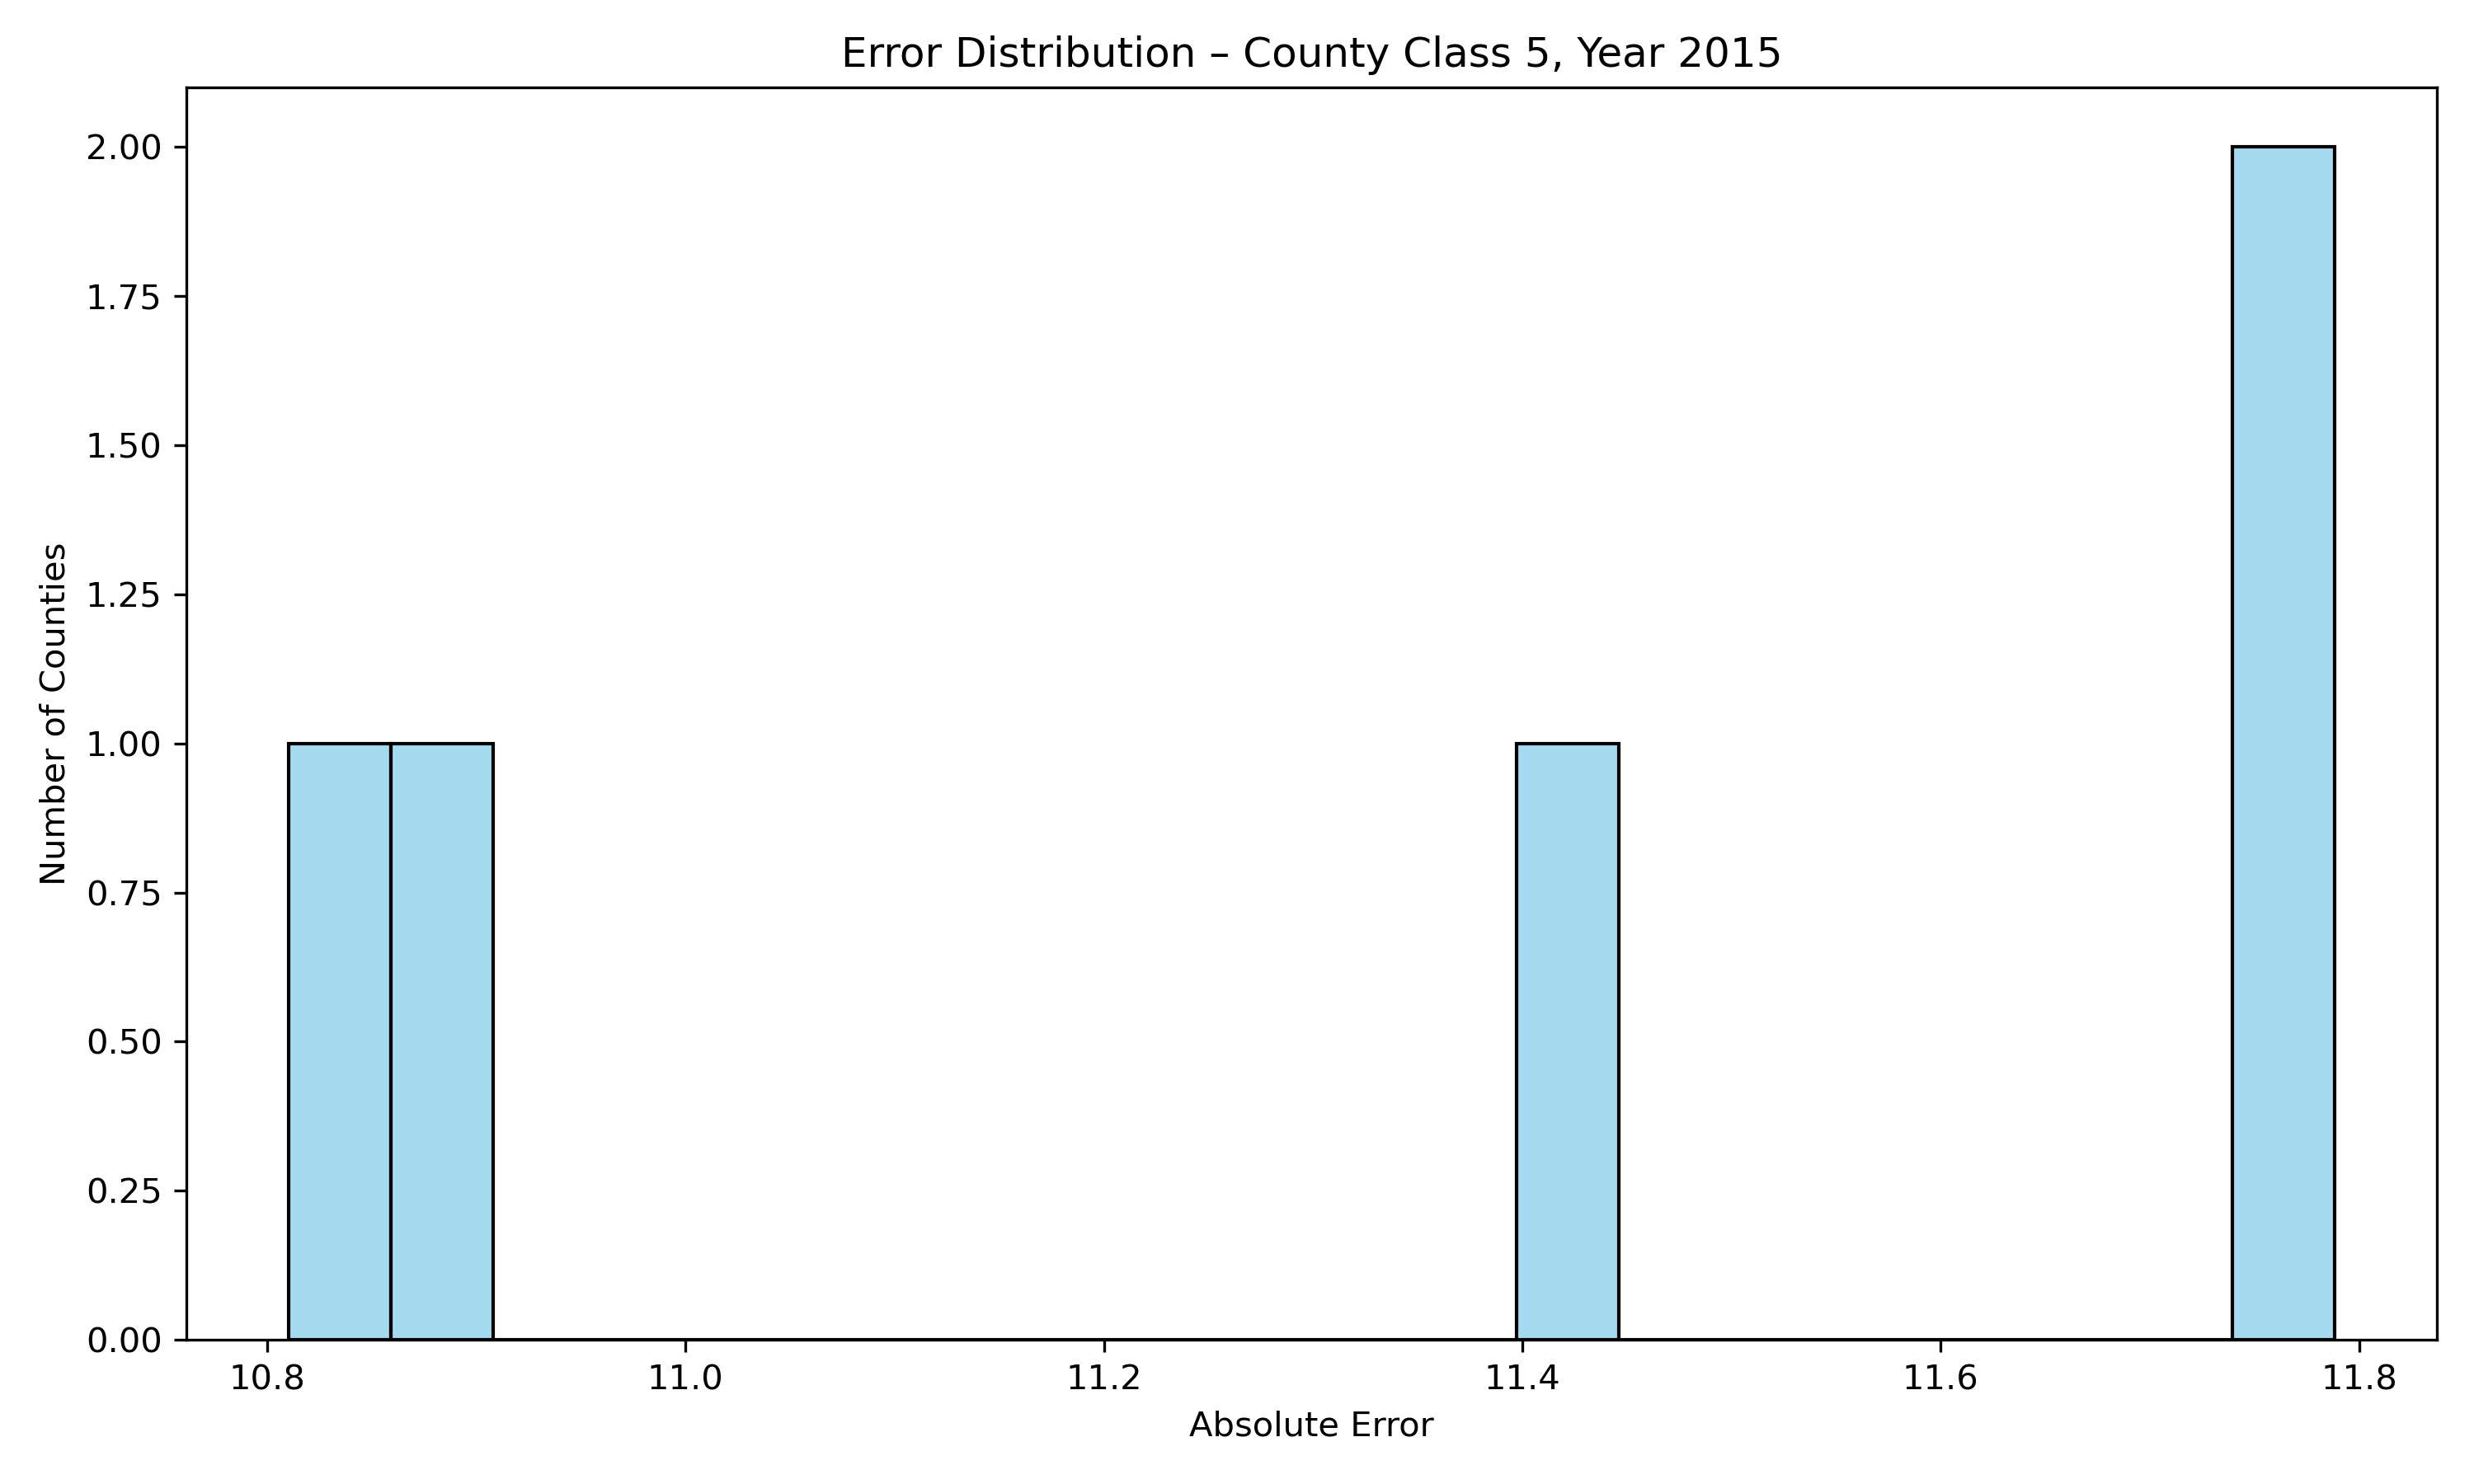 Error Distribution – County Class 5, Year 2015
Number of Counties
2.00
1.75
1.50
1.25
1.00
0.75
0.50
0.25
0.00
10.8 11.0 11.2 11.4 11.6 11.8
Absolute Error